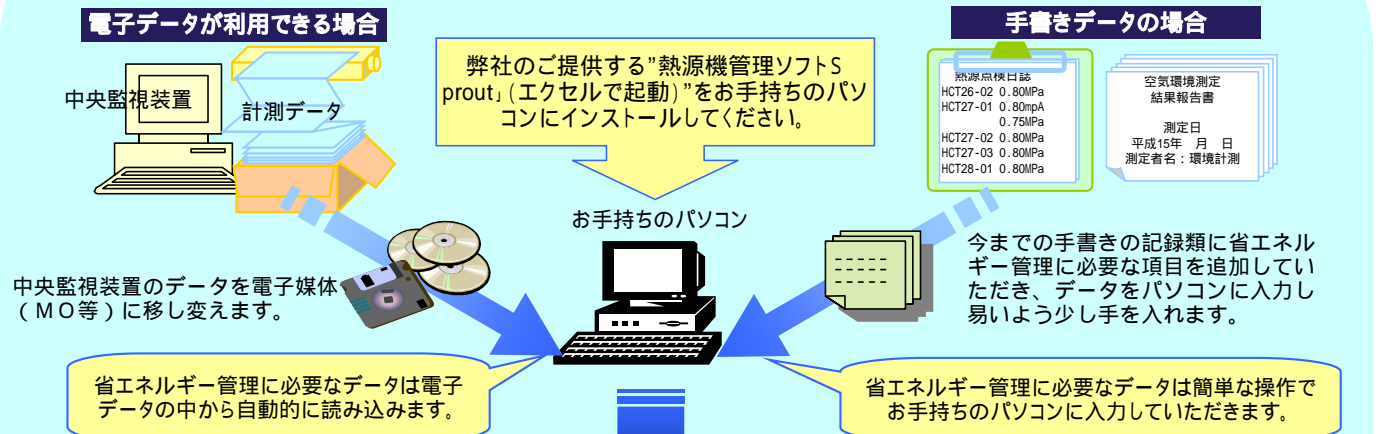 電子データが利用できる場合
中央監視装置
計測データ
弊社のご提供する”熱源機管理ソフトS
prout」(エクセルで起動)”をお手持ちのパソ
コンにインストールしてください。
手書きデータの場合
熱源点検日誌
HCT26-02 0.80MPa
HCT27-01 0.80mpA
0.75MPa
HCT27-02 0.80MPa
HCT27-03 0.80MPa
HCT28-01 0.80MPa
空気環境測定
結果報告書
測定日
平成15年　月　日
測定者名：環境計測
お手持ちのパソコン
中央監視装置のデータを電子媒体
（ＭＯ等）に移し変えます。
今までの手書きの記録類に省エネル
ギー管理に必要な項目を追加してい
ただき、データをパソコンに入力し
易いよう少し手を入れます。
省エネルギー管理に必要なデータは電子
データの中から自動的に読み込みます。
省エネルギー管理に必要なデータは簡単な操作で
お手持ちのパソコンに入力していただきます。